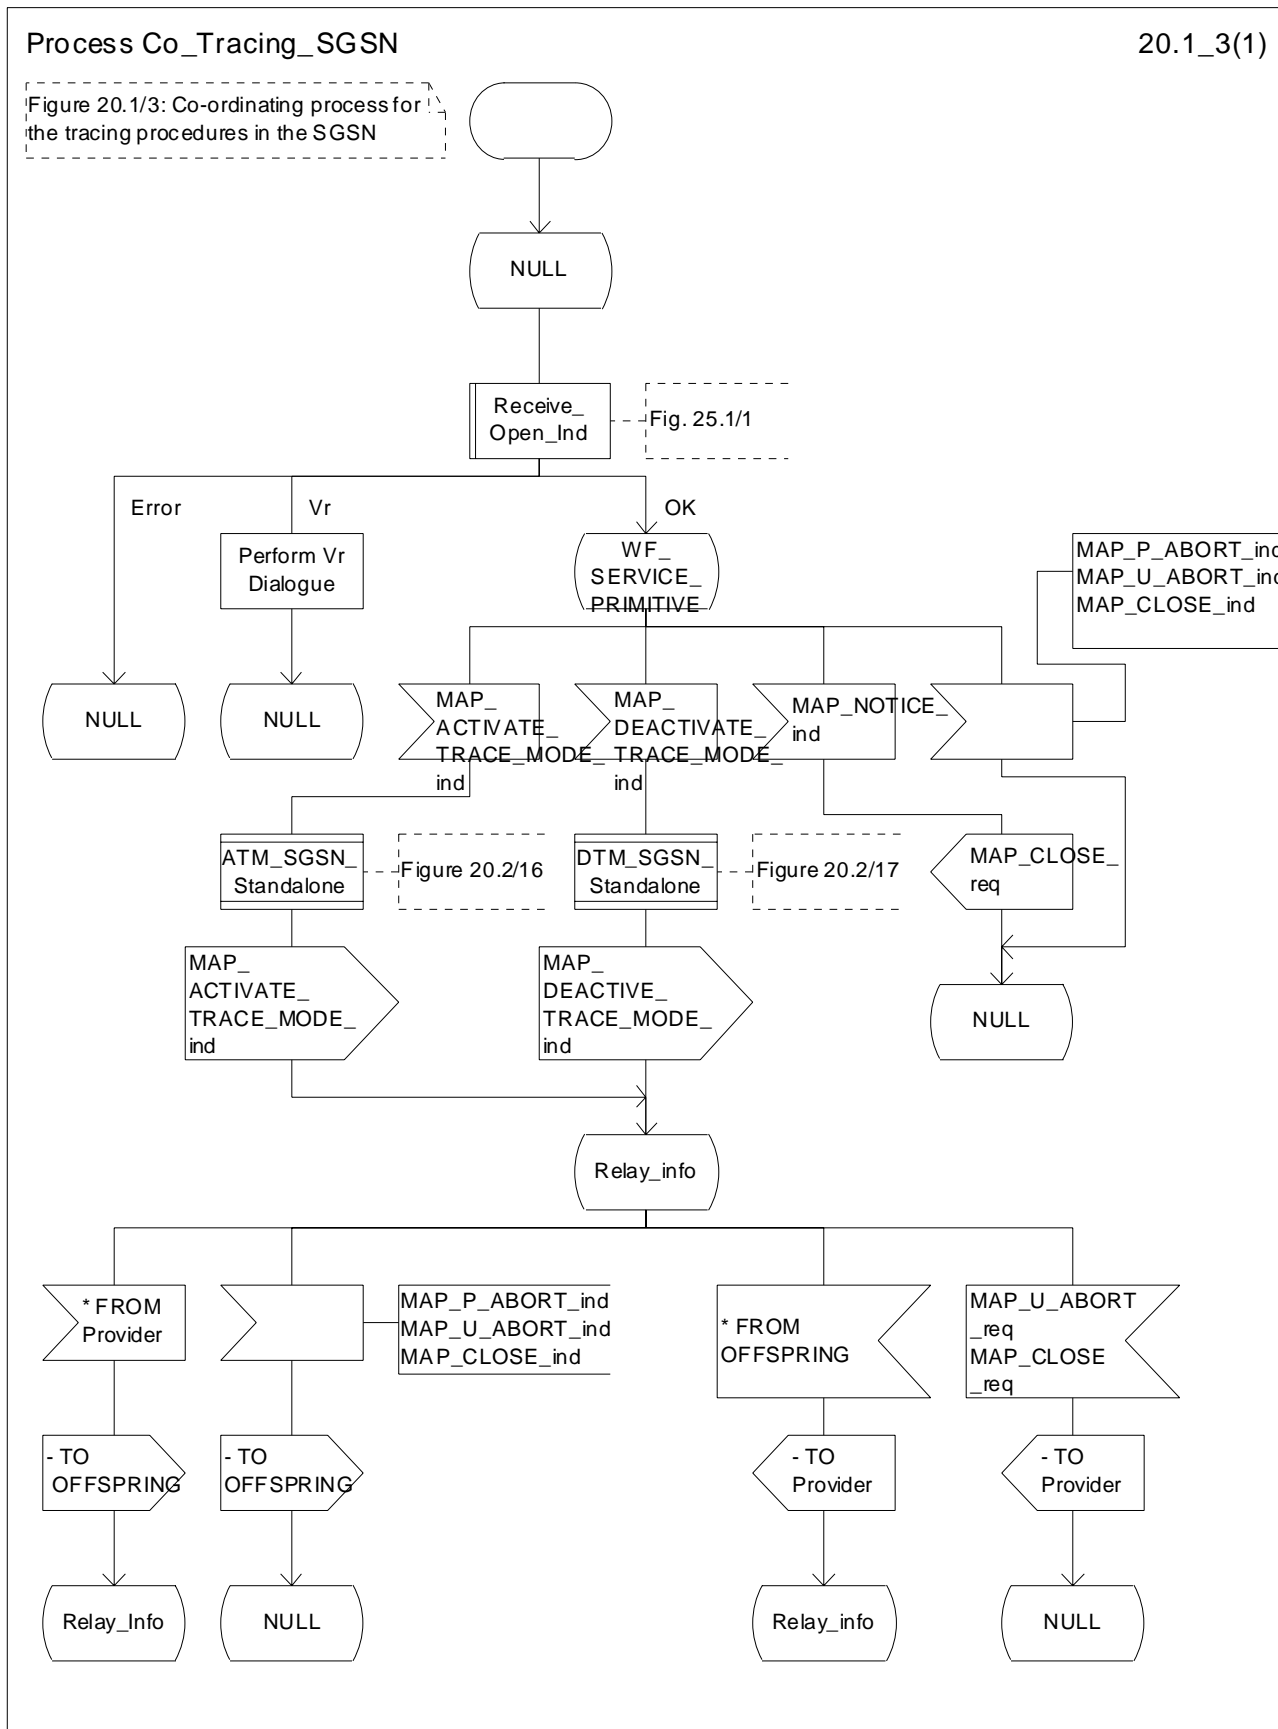 Process Co_Tracing_SGSN
20.1_3(1)
Figure 20.1/3: Co-ordinating process for
the tracing procedures in the SGSN
NULL
Receive_
Open_Ind
Fig. 25.1/1
Error
Vr
OK
Perform Vr
Dialogue
WF_
SERVICE_
PRIMITIVE
MAP_P_ABORT_ind
MAP_U_ABORT_ind
MAP_CLOSE_ind
NULL
NULL
MAP_
ACTIVATE_
TRACE_MODE_
ind
MAP_
DEACTIVATE_
TRACE_MODE_
ind
MAP_NOTICE_
ind
ATM_SGSN_
Standalone
Figure 20.2/16
DTM_SGSN_
Standalone
Figure 20.2/17
MAP_CLOSE_
req
MAP_
ACTIVATE_
TRACE_MODE_
ind
MAP_
DEACTIVE_
TRACE_MODE_
ind
NULL
Relay_info
* FROM
Provider
MAP_P_ABORT_ind
MAP_U_ABORT_ind
MAP_CLOSE_ind
* FROM
OFFSPRING
MAP_U_ABORT
_req
MAP_CLOSE
_req
- TO
OFFSPRING
- TO
OFFSPRING
- TO
Provider
- TO
Provider
Relay_Info
NULL
Relay_info
NULL